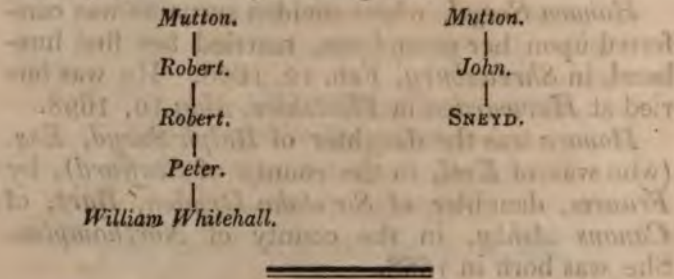 Mutton. Mutton.
Robert. John.
Robert. SNEYD.
Peter.
William Whitehall.